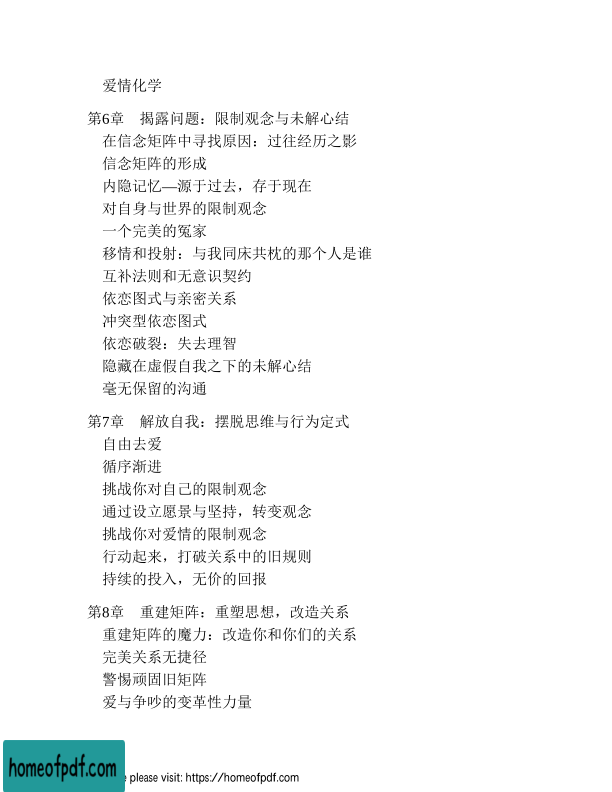 爱情化学
第6章　揭露问题：限制观念与未解心结
在信念矩阵中寻找原因：过往经历之影
信念矩阵的形成
内隐记忆—源于过去，存于现在
对自身与世界的限制观念
一个完美的冤家
移情和投射：与我同床共枕的那个人是谁
互补法则和无意识契约
依恋图式与亲密关系
冲突型依恋图式
依恋破裂：失去理智
隐藏在虚假自我之下的未解心结
毫无保留的沟通
第7章　解放自我：摆脱思维与行为定式
自由去爱
循序渐进
挑战你对自己的限制观念
通过设立愿景与坚持，转变观念
挑战你对爱情的限制观念
行动起来，打破关系中的旧规则
持续的投入，无价的回报
第8章　重建矩阵：重塑思想，改造关系
重建矩阵的魔力：改造你和你们的关系
完美关系无捷径
警惕顽固旧矩阵
爱与争吵的变革性力量
homeofpdf.com
e please visit: https://homeofpdf.com